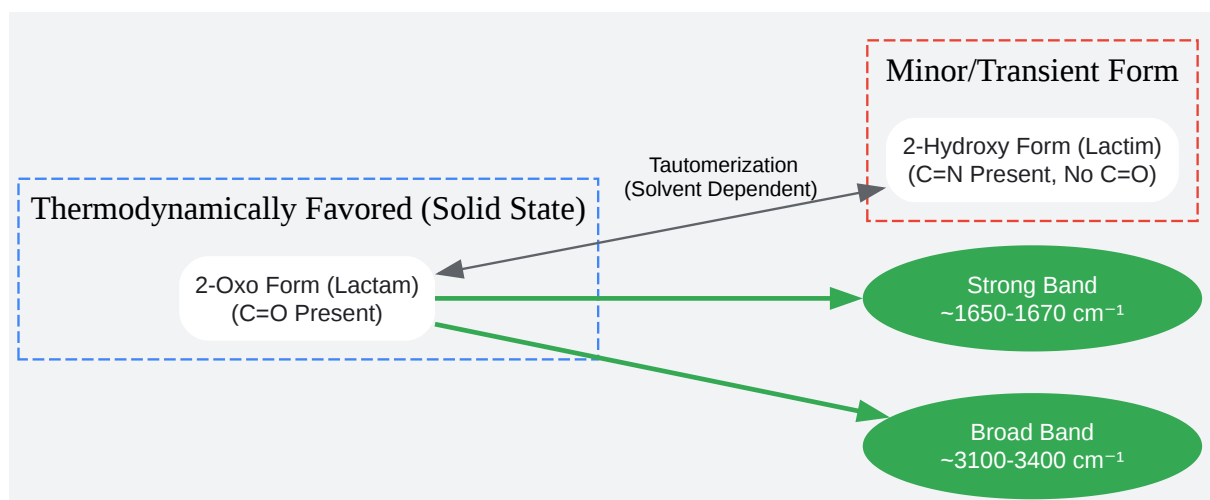 Minor/Transient Form
2-Hydroxy Form (Lactim)
(C=N Present, No C=O)
Tautomerization
(Solvent Dependent)
Thermodynamically Favored (Solid State)
2-Oxo Form (Lactam)
(C=O Present)
Strong Band
~1650-1670 cm⁻¹
Broad Band
~3100-3400 cm⁻¹